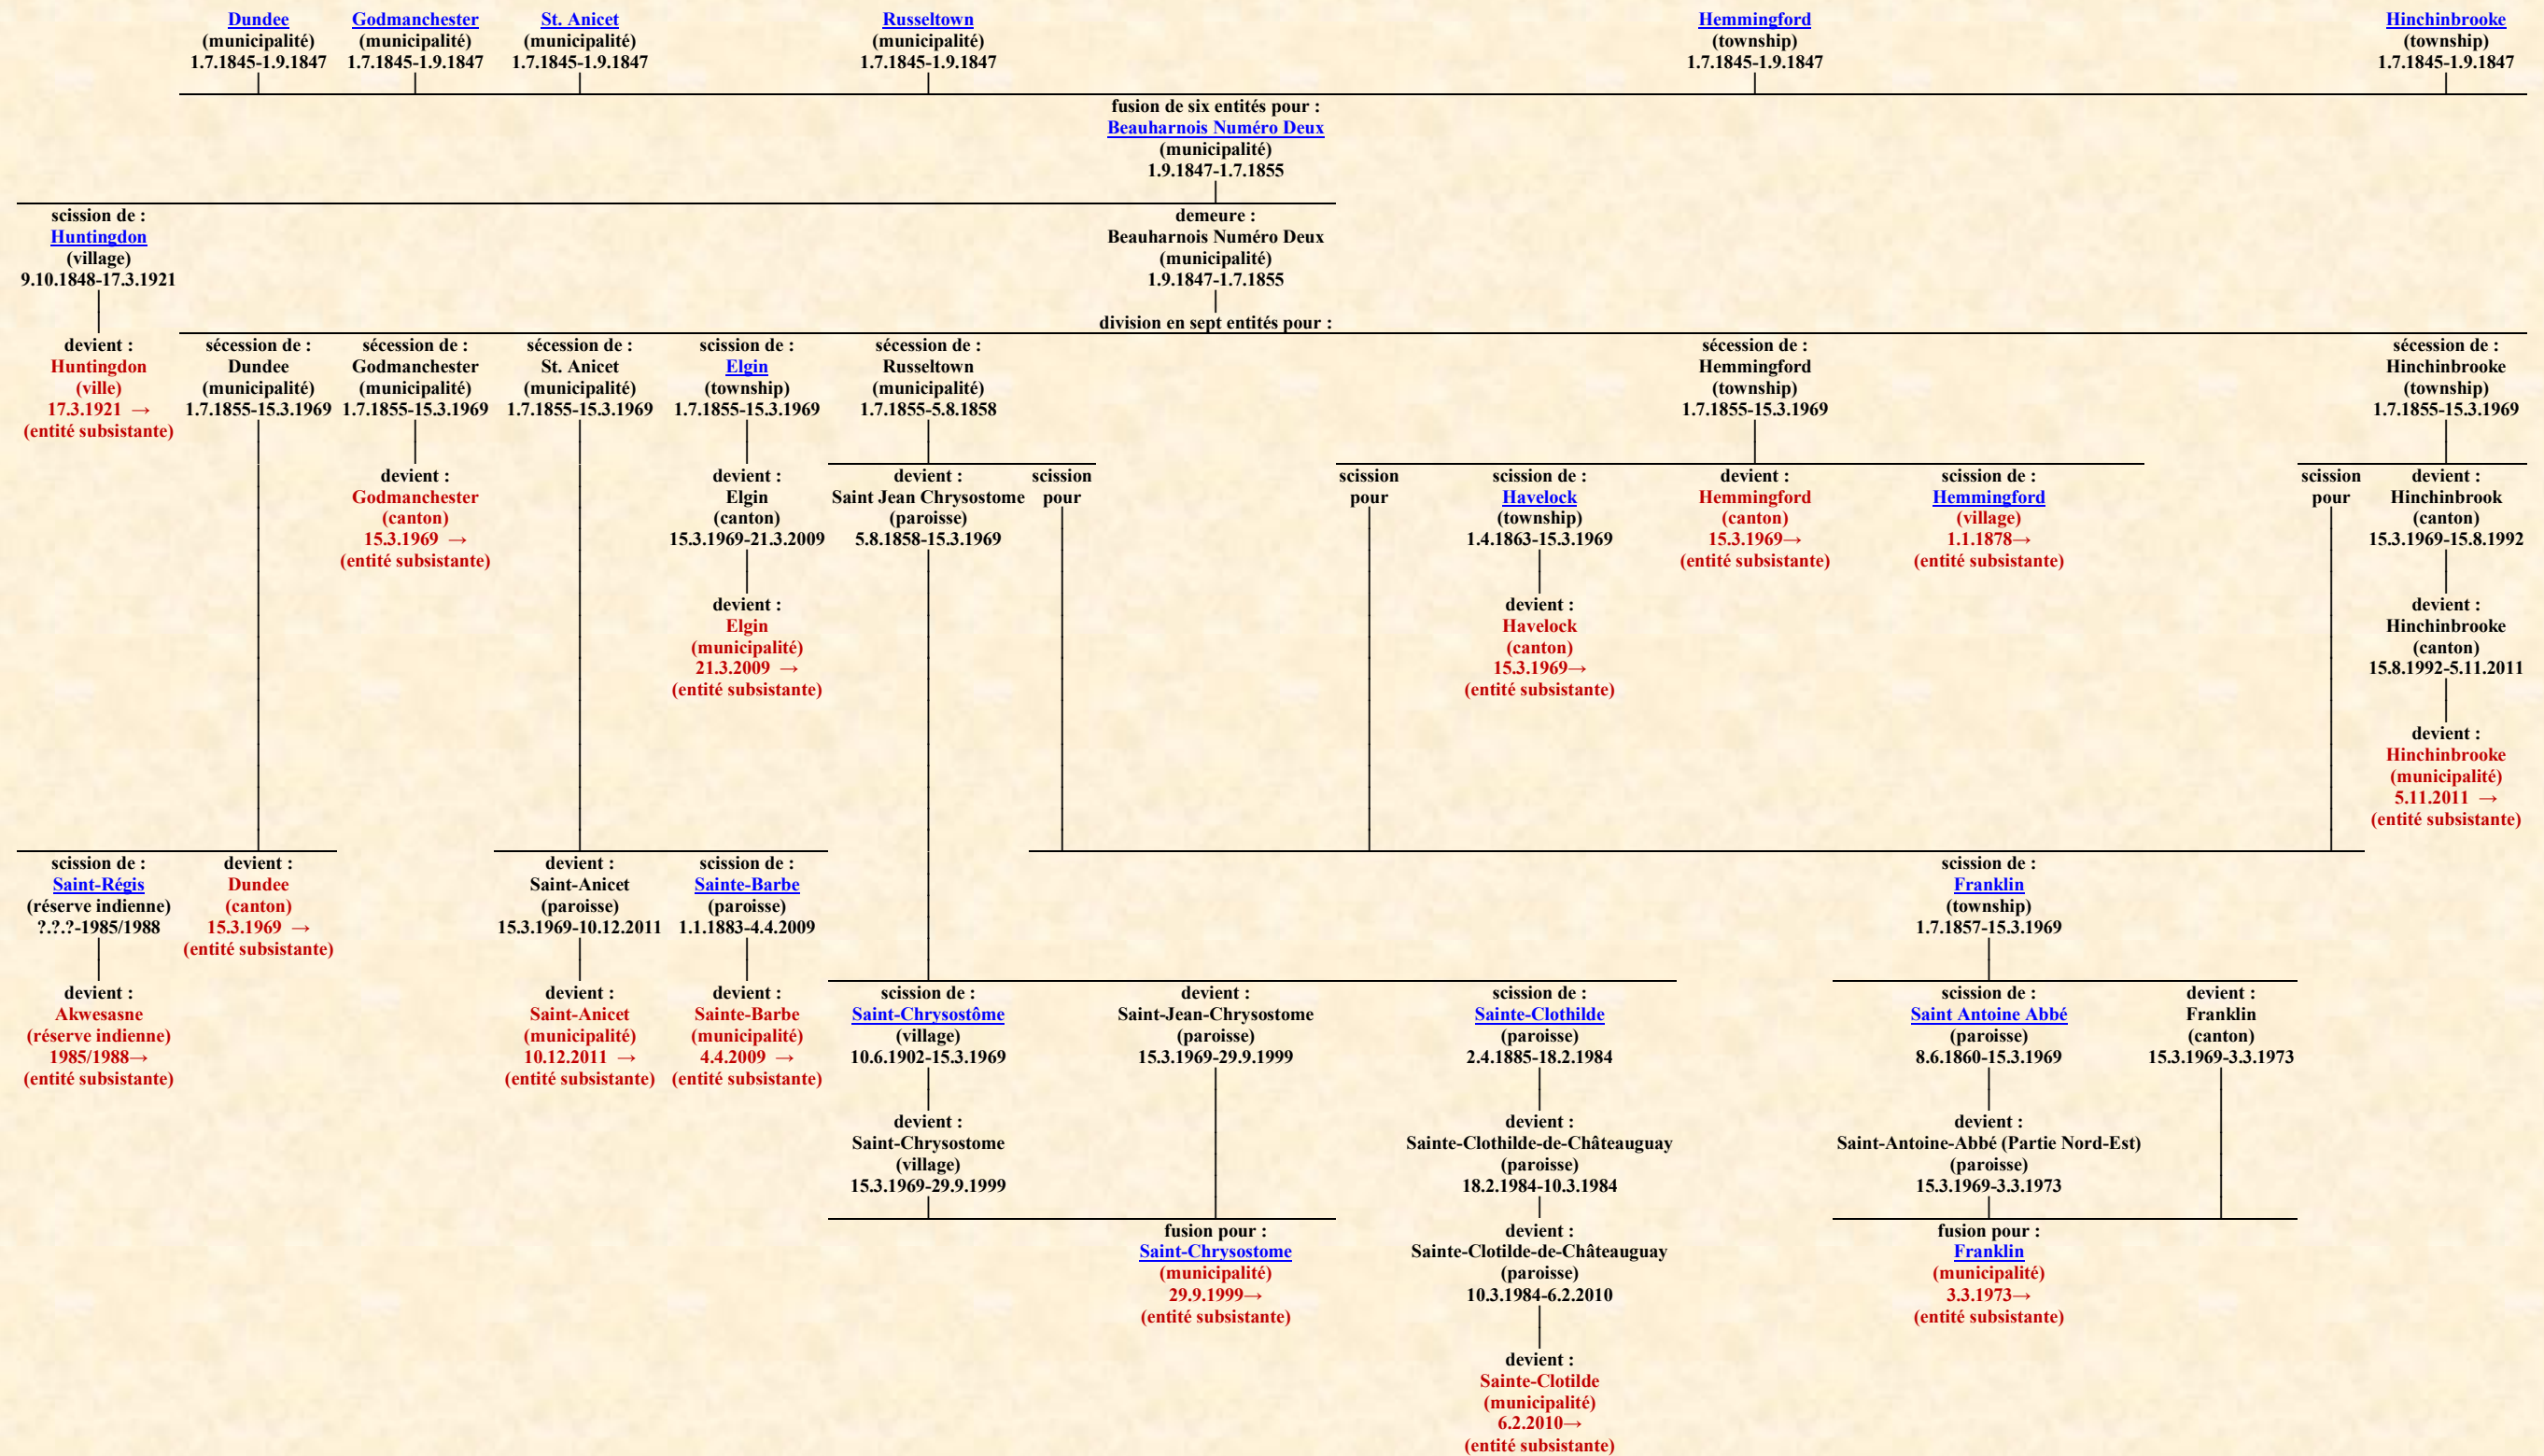 Dundee
(municipalité)
1.7.1845-1.9.1847
Godmanchester
(municipalité)
1.7.1845-1.9.1847
St. Anicet
(municipalité)
1.7.1845-1.9.1847
Russeltown
(municipalité)
1.7.1845-1.9.1847
Hemmingford
(township)
1.7.1845-1.9.1847
Hinchinbrooke
(township)
1.7.1845-1.9.1847
fusion de six entités pour :
Beauharnois Numéro Deux
(municipalité)
1.9.1847-1.7.1855
scission de :
Huntingdon
(village)
9.10.1848-17.3.1921
demeure :
Beauharnois Numéro Deux
(municipalité)
1.9.1847-1.7.1855
division en sept entités pour :
devient :
Huntingdon
(ville)
17.3.1921 →
(entité subsistante)
sécession de :
Dundee
(municipalité)
1.7.1855-15.3.1969
sécession de :
Godmanchester
(municipalité)
1.7.1855-15.3.1969
sécession de :
St. Anicet
(municipalité)
1.7.1855-15.3.1969
scission de :
Elgin
(township)
1.7.1855-15.3.1969
sécession de :
Russeltown
(municipalité)
1.7.1855-5.8.1858
sécession de :
Hemmingford
(township)
1.7.1855-15.3.1969
sécession de :
Hinchinbrooke
(township)
1.7.1855-15.3.1969
devient :
Godmanchester
(canton)
15.3.1969 →
(entité subsistante)
devient :
Elgin
(canton)
15.3.1969-21.3.2009
devient :
Saint Jean Chrysostome
(paroisse)
5.8.1858-15.3.1969
scission
pour
scission
pour
scission de :
Havelock
(township)
1.4.1863-15.3.1969
devient :
Hemmingford
(canton)
15.3.1969→
(entité subsistante)
scission de :
Hemmingford
(village)
1.1.1878→
(entité subsistante)
scission
pour
devient :
Hinchinbrook
(canton)
15.3.1969-15.8.1992
devient :
Elgin
(municipalité)
21.3.2009 →
(entité subsistante)
devient :
Havelock
(canton)
15.3.1969→
(entité subsistante)
devient :
Hinchinbrooke
(canton)
15.8.1992-5.11.2011
devient :
Hinchinbrooke
(municipalité)
5.11.2011 →
(entité subsistante)
scission de :
Saint-Régis
(réserve indienne)
?.?.?-1985/1988
devient :
Dundee
(canton)
15.3.1969 →
(entité subsistante)
devient :
Saint-Anicet
(paroisse)
15.3.1969-10.12.2011
scission de :
Sainte-Barbe
(paroisse)
1.1.1883-4.4.2009
scission de :
Franklin
(township)
1.7.1857-15.3.1969
devient :
Akwesasne
(réserve indienne)
1985/1988→
(entité subsistante)
devient :
Saint-Anicet
(municipalité)
10.12.2011 →
(entité subsistante)
devient :
Sainte-Barbe
(municipalité)
4.4.2009 →
(entité subsistante)
scission de :
Saint-Chrysostôme
(village)
10.6.1902-15.3.1969
devient :
Saint-Jean-Chrysostome
(paroisse)
15.3.1969-29.9.1999
scission de :
Sainte-Clothilde
(paroisse)
2.4.1885-18.2.1984
scission de :
Saint Antoine Abbé
(paroisse)
8.6.1860-15.3.1969
devient :
Franklin
(canton)
15.3.1969-3.3.1973
devient :
Saint-Chrysostome
(village)
15.3.1969-29.9.1999
devient :
Sainte-Clothilde-de-Châteauguay
(paroisse)
18.2.1984-10.3.1984
devient :
Saint-Antoine-Abbé (Partie Nord-Est)
(paroisse)
15.3.1969-3.3.1973
fusion pour :
Saint-Chrysostome
(municipalité)
29.9.1999→
(entité subsistante)
devient :
Sainte-Clotilde-de-Châteauguay
(paroisse)
10.3.1984-6.2.2010
fusion pour :
Franklin
(municipalité)
3.3.1973→
(entité subsistante)
devient :
Sainte-Clotilde
(municipalité)
6.2.2010→
(entité subsistante)